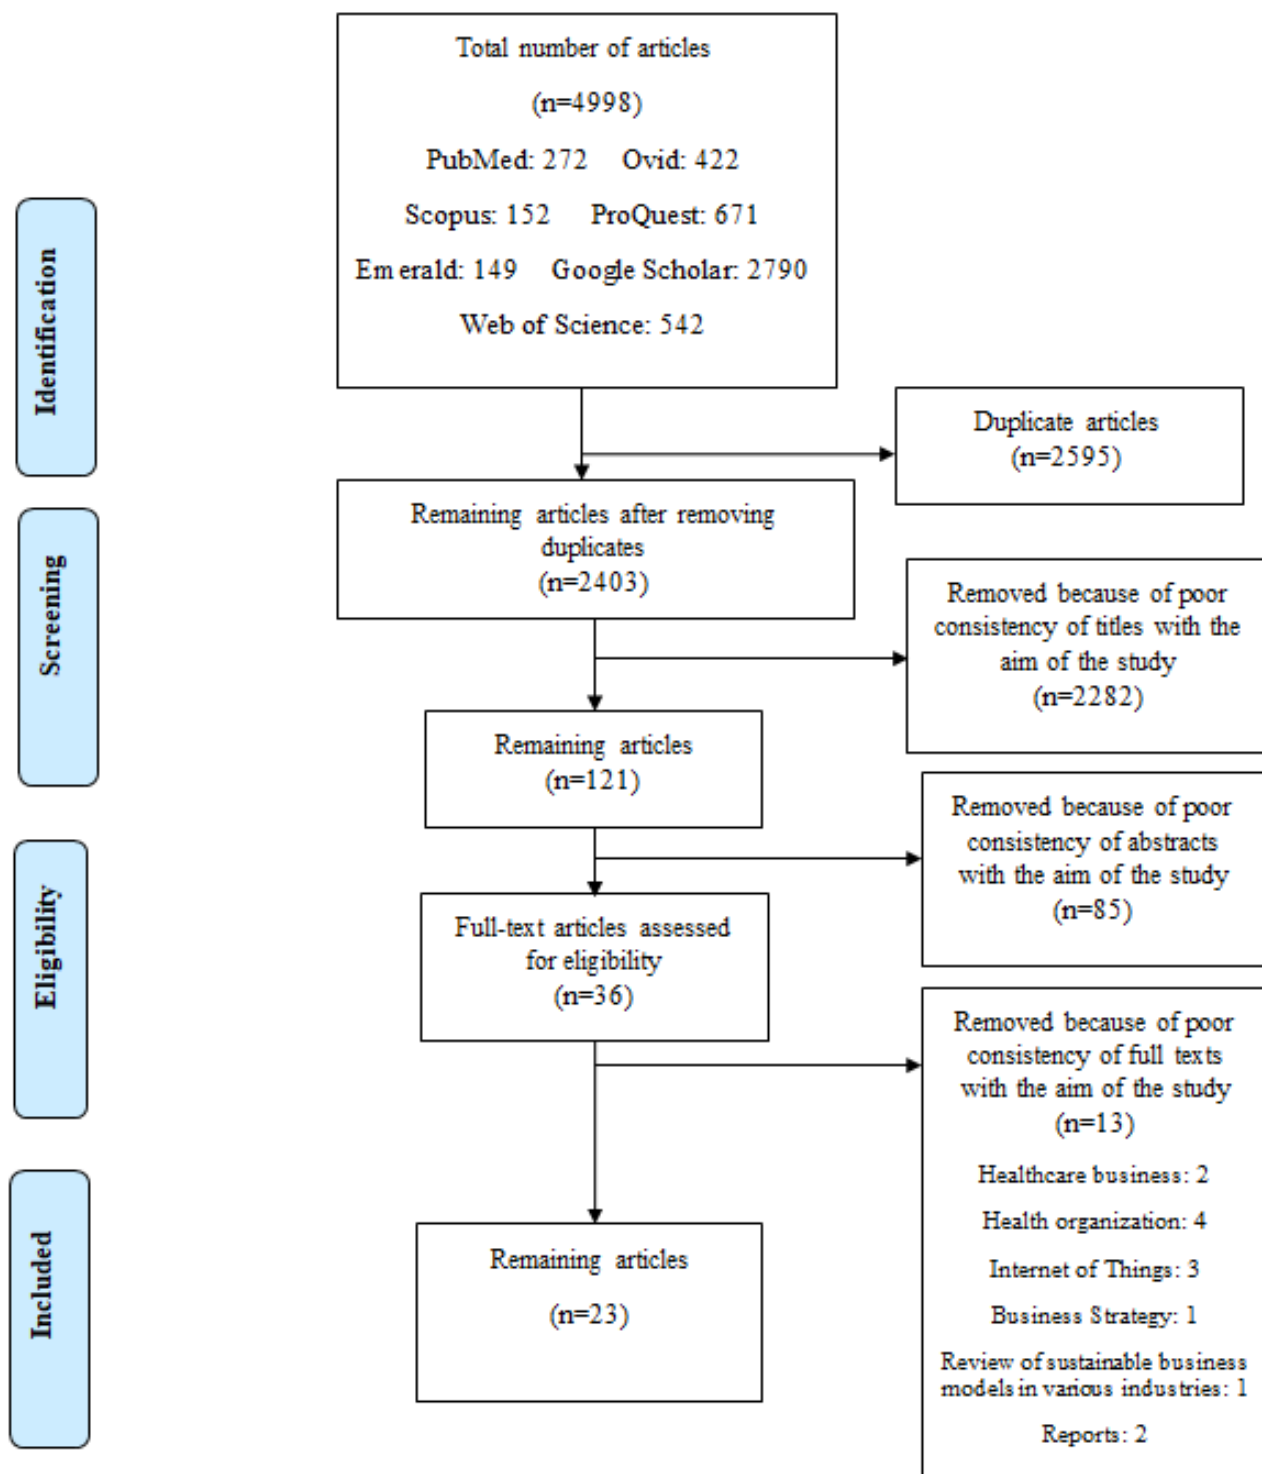 Total number of articles
(n=4998)
PubMed: 272 Ovid: 422
Scopus: 152 ProQuest: 671
Emerald: 149 Google Scholar: 2790
Web of Science: 542
Identification
Duplicate articles
(n=2595)
Remaining articles after removing
duplicates
(n=2403)
Screening
Removed because of poor
consistency of titles with the
aim of the study
(n=2282)
Remaining articles
(n=121)
Removed because of poor
consistency of abstracts
with the aim of the study
(n=85)
Eligibility
Full-text articles assessed
for eligibility
(n=36)
Removed because of poor
consistency of full texts
with the aim of the study
(n=13)
Healthcare business: 2
Health organization: 4
Internet of Things: 3
Business Strategy: 1
Review of sustainable business
models in various industries: 1
Reports: 2
Included
Remaining articles
(n=23)